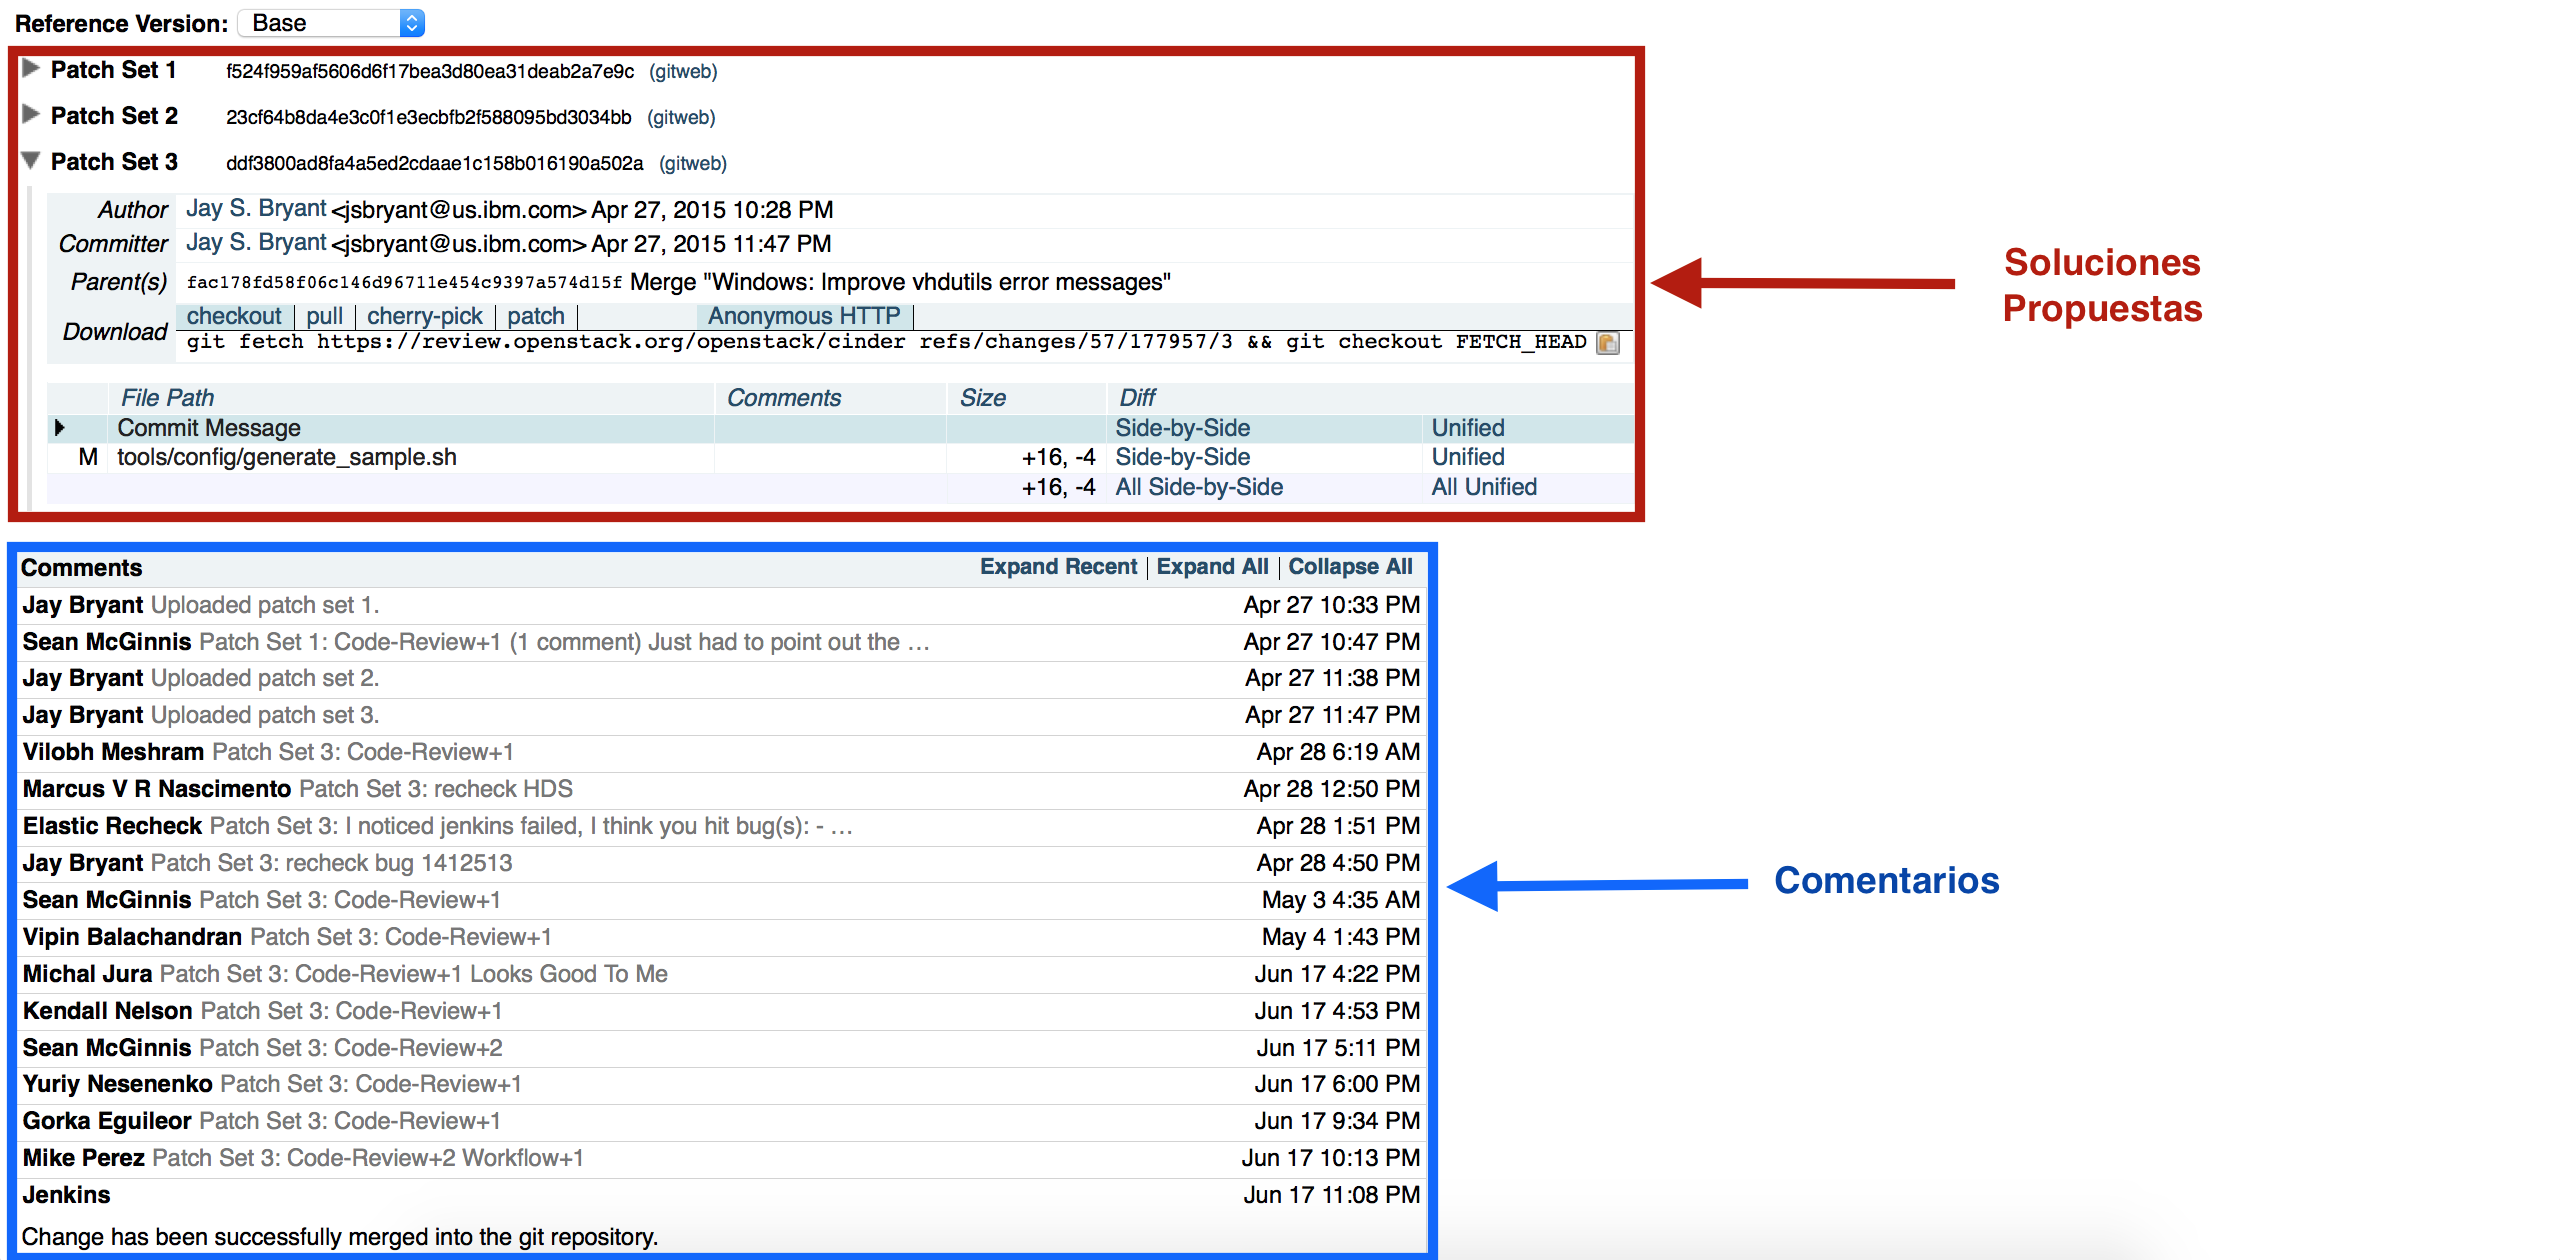 Reference Version: Base
Patch Set 1 f524f959af5606d6f17bea3d80ea31deab2a7e9c (gitweb)
Patch Set 2 23cf64b8da4e3c0f1e3ecbfb2f588095bd3034bb (gitweb)
Patch Set 3 ddf3800ad8fa4a5ed2cdaae1c158b016190a502a (gitweb)
Author Jay S. Bryant <jsbryant@us.ibm.com> Apr 27, 2015 10:28 PM
Committer Jay S. Bryant <jsbryant@us.ibm.com> Apr 27, 2015 11:47 PM
Parent(s) fac178fd58f06c146d96711e454c9397a574d15f Merge "Windows: Improve vhdutils error messages"
Download checkout pull cherry-pick patch Anonymous HTTP
git fetch https://review.openstack.org/openstack/cinder refs/changes/57/177957/3 && git checkout FETCH_HEAD
File Path Comments Size Diff
Commit Message Side-by-Side Unified
M tools/config/generate_sample.sh +16, -4 Side-by-Side Unified
+16, -4 All Side-by-Side All Unified
Soluciones
Propuestas
Comments Expand Recent Expand All Collapse All
Jay Bryant Uploaded patch set 1. Apr 27 10:33 PM
Sean McGinnis Patch Set 1: Code-Review+1 (1 comment) Just had to point out the … Apr 27 10:47 PM
Jay Bryant Uploaded patch set 2. Apr 27 11:38 PM
Jay Bryant Uploaded patch set 3. Apr 27 11:47 PM
Vilobh Meshram Patch Set 3: Code-Review+1 Apr 28 6:19 AM
Marcus V R Nascimento Patch Set 3: recheck HDS Apr 28 12:50 PM
Elastic Recheck Patch Set 3: I noticed jenkins failed, I think you hit bug(s): - … Apr 28 1:51 PM
Jay Bryant Patch Set 3: recheck bug 1412513 Apr 28 4:50 PM
Sean McGinnis Patch Set 3: Code-Review+1 May 3 4:35 AM
Vipin Balachandran Patch Set 3: Code-Review+1 May 4 1:43 PM
Michal Jura Patch Set 3: Code-Review+1 Looks Good To Me Jun 17 4:22 PM
Kendall Nelson Patch Set 3: Code-Review+1 Jun 17 4:53 PM
Sean McGinnis Patch Set 3: Code-Review+2 Jun 17 5:11 PM
Yuriy Nesenenko Patch Set 3: Code-Review+1 Jun 17 6:00 PM
Gorka Eguileor Patch Set 3: Code-Review+1 Jun 17 9:34 PM
Mike Perez Patch Set 3: Code-Review+2 Workflow+1 Jun 17 10:13 PM
Jenkins Jun 17 11:08 PM
Change has been successfully merged into the git repository.
Comentarios